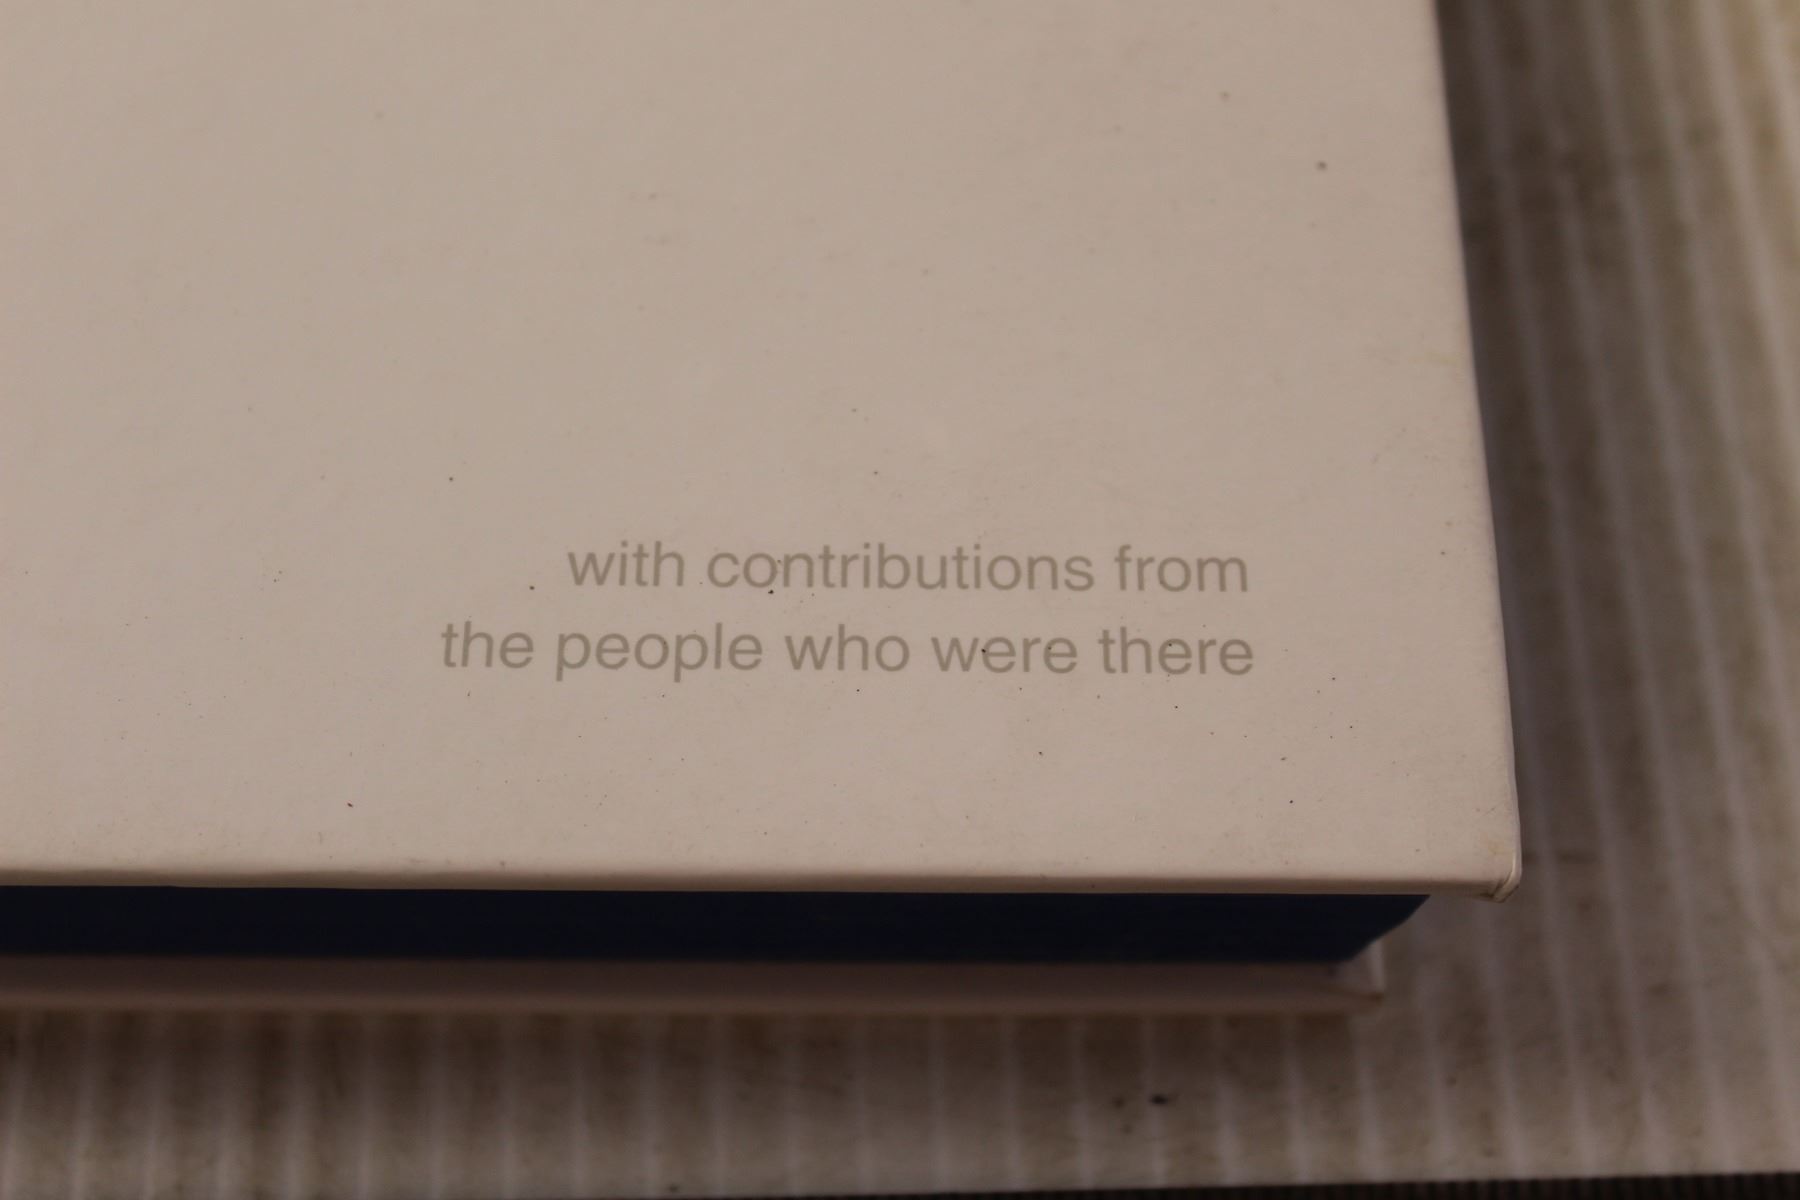 with contributions from
the people who were there